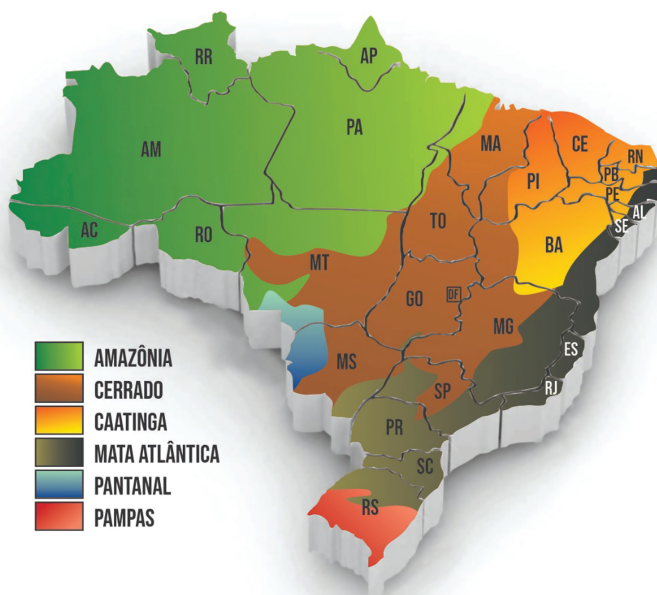 RR
AP
AM
PA
MA
CE
RN
PB
PE
AL
SE
PI
AC
RO
TO
BA
MT
GO
DF
MG
MS
ES
SP
RJ
PR
SC
RS
AMAZÔNIA
CERRADO
CAATINGA
MATA ATLÂNTICA
PANTANAL
PAMPAS